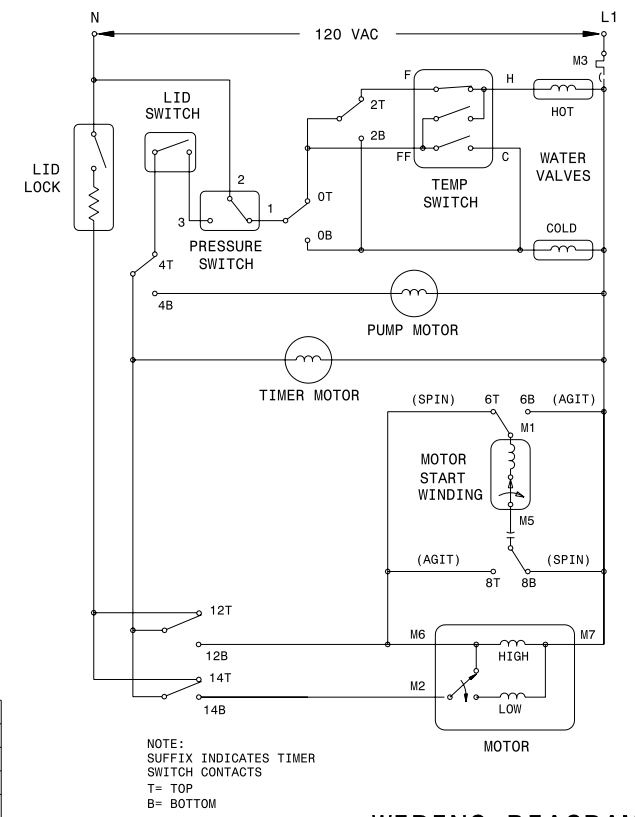 N
L1
120 VAC
M3
LID
SWITCH
F
H
2T
HOT
2B
LID
LOCK
FF
C
WATER
VALVES
TEMP
SWITCH
2
0T
3
1
COLD
0B
PRESSURE
SWITCH
4T
4B
PUMP MOTOR
TIMER MOTOR
(SPIN)
6T
6B
(AGIT)
M1
MOTOR
START
WINDING
M5
(AGIT)
(SPIN)
8T
8B
12T
M6
M7
12B
HIGH
14T
M2
14B
LOW
MOTOR
NOTE:
SUFFIX INDICATES TIMER
SWITCH CONTACTS
T= TOP
B= BOTTOM